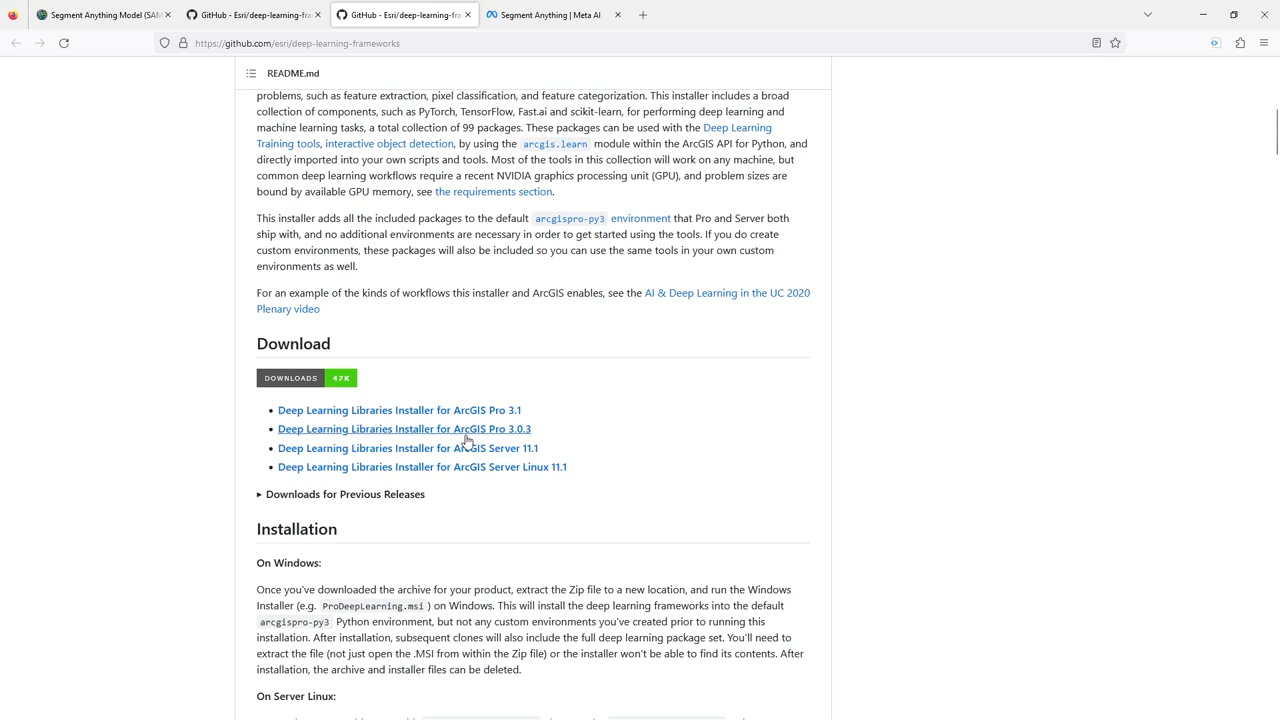 Segment Anything Model (SAM
GitHub - Esri/deep-learning-fra
GitHub - Esri/deep-learning-fra
Segment Anything | Meta AI
https://github.com/esri/deep-learning-frameworks
README.md
problems, such as feature extraction, pixel classification, and feature categorization. This installer includes a broad
collection of components, such as PyTorch, TensorFlow, Fast.ai and scikit-learn, for performing deep learning and
machine learning tasks, a total collection of 99 packages. These packages can be used with the Deep Learning
Training tools, interactive object detection, by using the arcgis.learn module within the ArcGIS API for Python, and
directly imported into your own scripts and tools. Most of the tools in this collection will work on any machine, but
common deep learning workflows require a recent NVIDIA graphics processing unit (GPU), and problem sizes are
bound by available GPU memory, see the requirements section.
This installer adds all the included packages to the default arcgispro-py3 environment that Pro and Server both
ship with, and no additional environments are necessary in order to get started using the tools. If you do create
custom environments, these packages will also be included so you can use the same tools in your own custom
environments as well.
For an example of the kinds of workflows this installer and ArcGIS enables, see the AI & Deep Learning in the UC 2020
Plenary video
Download
DOWNLOADS 47K
• Deep Learning Libraries Installer for ArcGIS Pro 3.1
• Deep Learning Libraries Installer for ArcGIS Pro 3.0.3
• Deep Learning Libraries Installer for ArcGIS Server 11.1
• Deep Learning Libraries Installer for ArcGIS Server Linux 11.1
Downloads for Previous Releases
Installation
On Windows:
Once you've downloaded the archive for your product, extract the Zip file to a new location, and run the Windows
Installer (e.g. ProDeepLearning.msi ) on Windows. This will install the deep learning frameworks into the default
arcgispro-py3 Python environment, but not any custom environments you've created prior to running this
installation. After installation, subsequent clones will also include the full deep learning package set. You'll need to
extract the file (not just open the .MSI from within the Zip file) or the installer won't be able to find its contents. After
installation, the archive and installer files can be deleted.
On Server Linux: